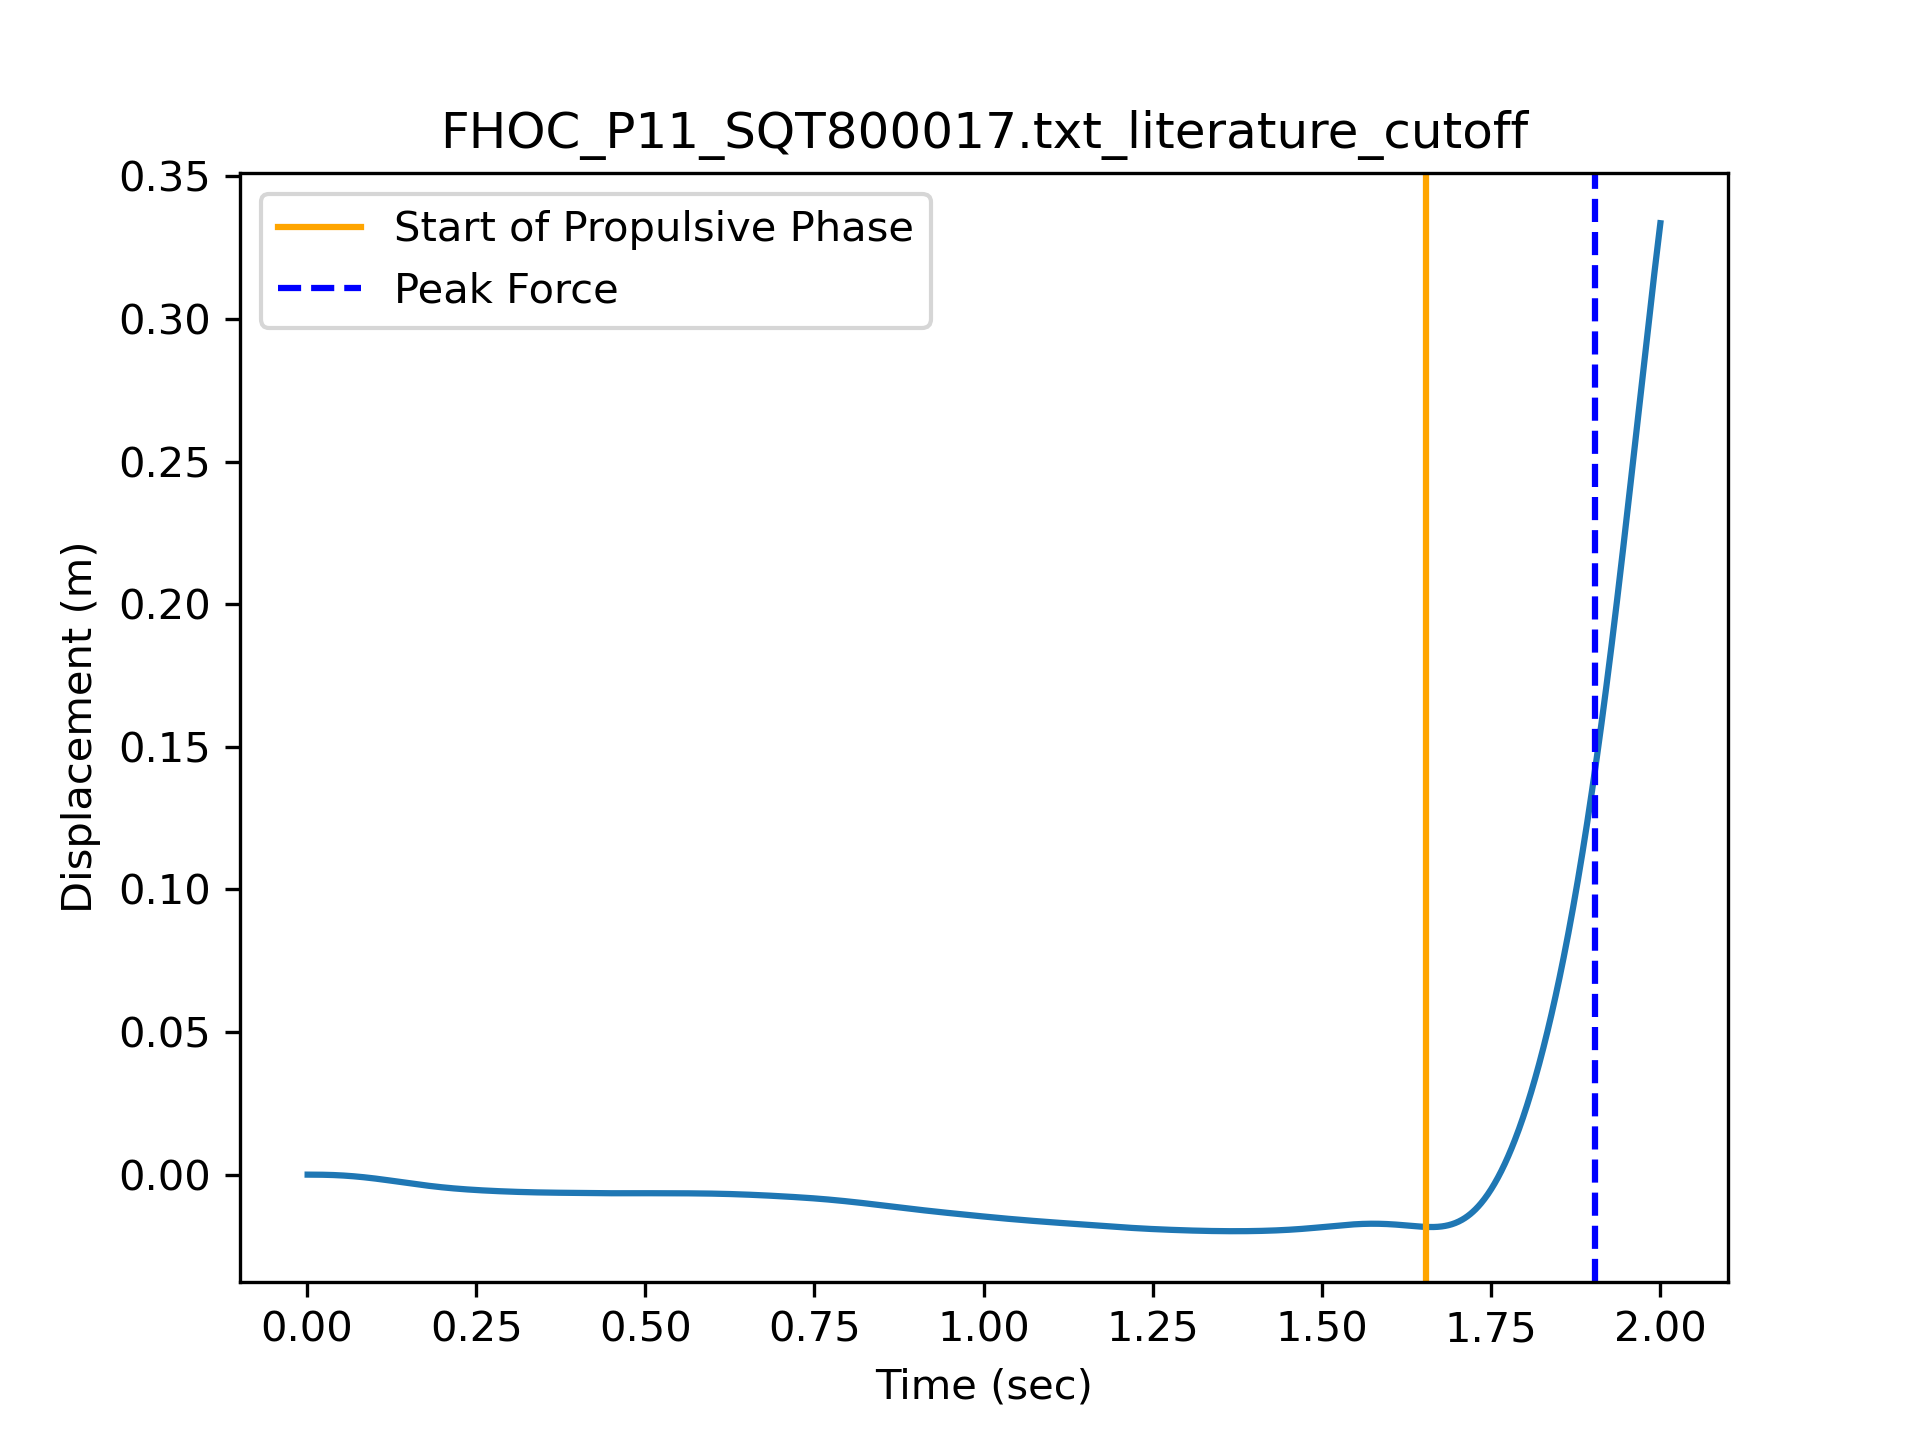 FHOC_P11_SQT800017.txt_literature_cutoff
0.35
0.30
0.25
0.20
0.15
0.10
0.05
0.00
Displacement (m)
Start of Propulsive Phase
Peak Force
0.00 0.25 0.50 0.75 1.00 1.25 1.50 1.75 2.00
Time (sec)